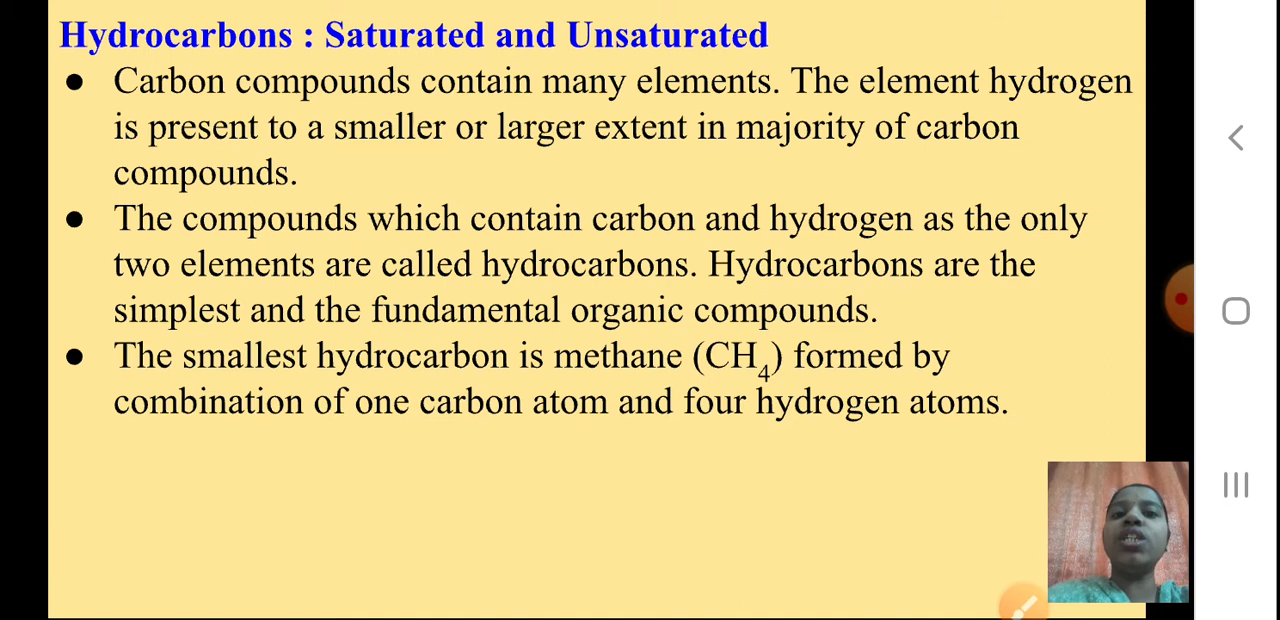 Hydrocarbons : Saturated and Unsaturated
● Carbon compounds contain many elements. The element hydrogen
is present to a smaller or larger extent in majority of carbon
compounds.
● The compounds which contain carbon and hydrogen as the only
two elements are called hydrocarbons. Hydrocarbons are the
simplest and the fundamental organic compounds.
● The smallest hydrocarbon is methane (CH₄) formed by
combination of one carbon atom and four hydrogen atoms.